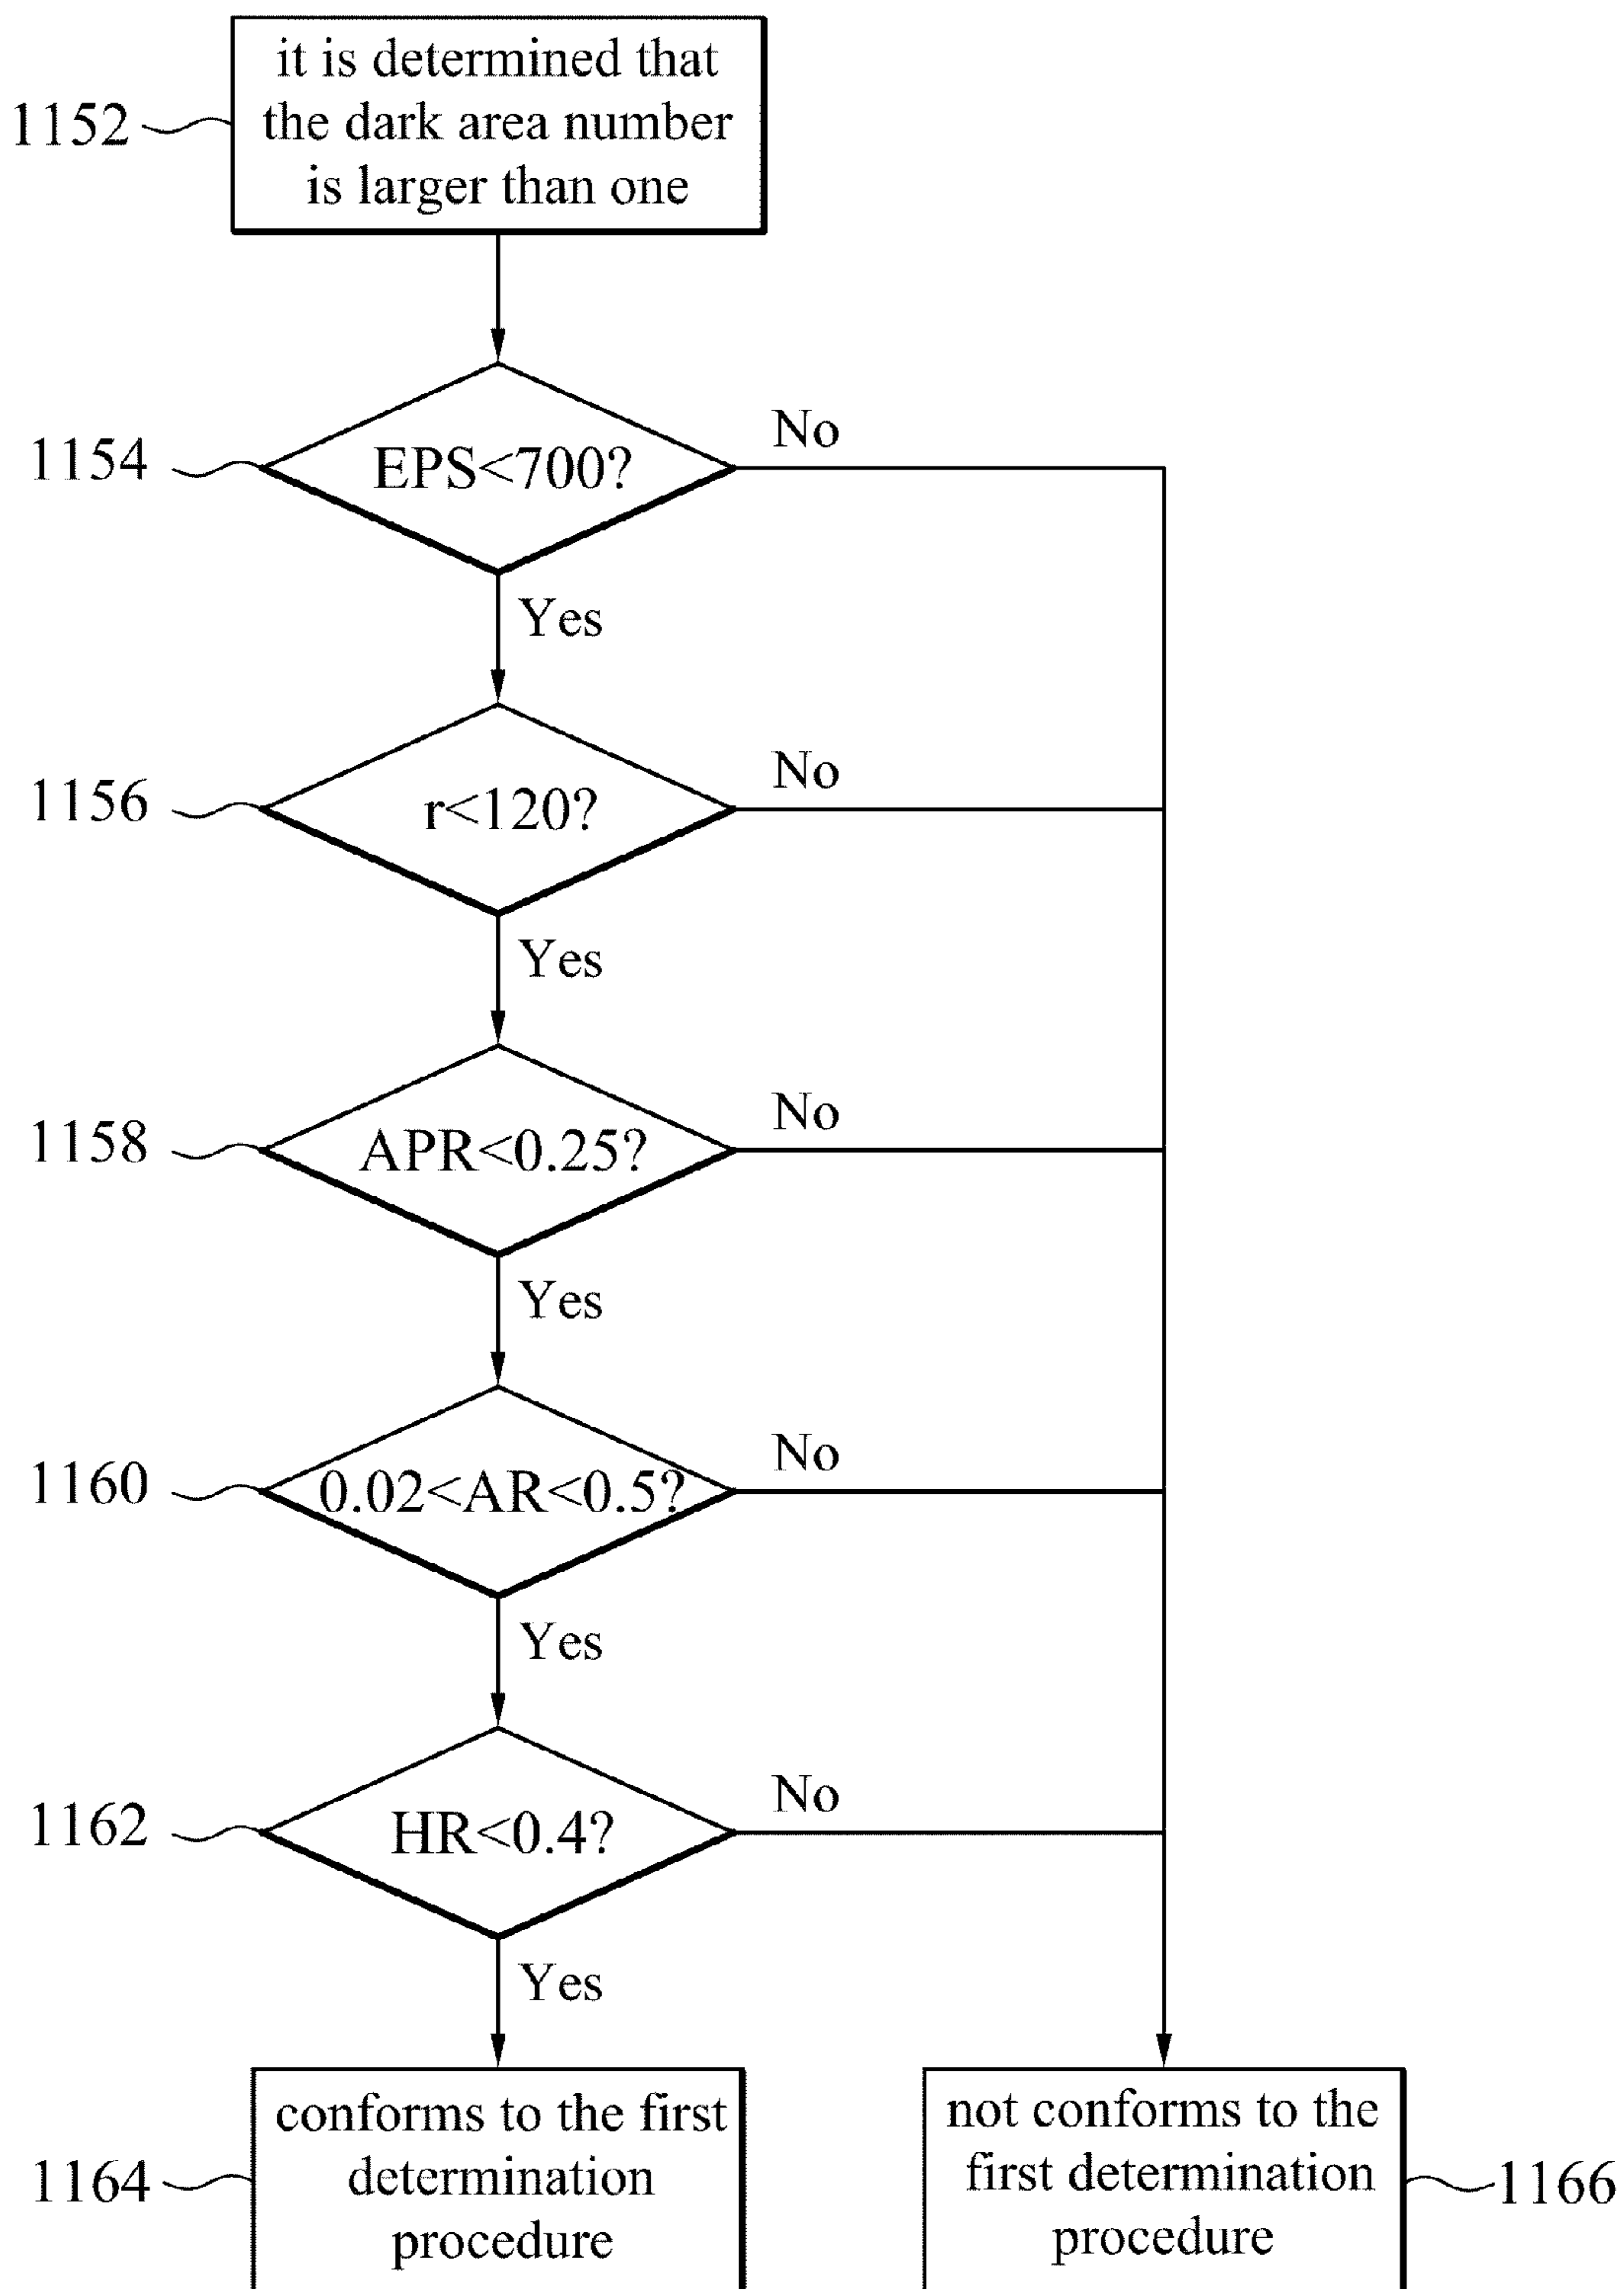 it is determined that
the dark area number
is larger than one
1152
1154
EPS<700?
No
Yes
1156
r<120?
No
Yes
1158
APR<0.25?
No
Yes
1160
0.02<AR<0.5?
No
Yes
1162
HR<0.4?
No
Yes
conforms to the first
determination
procedure
1164
not conforms to the
first determination
procedure
1166